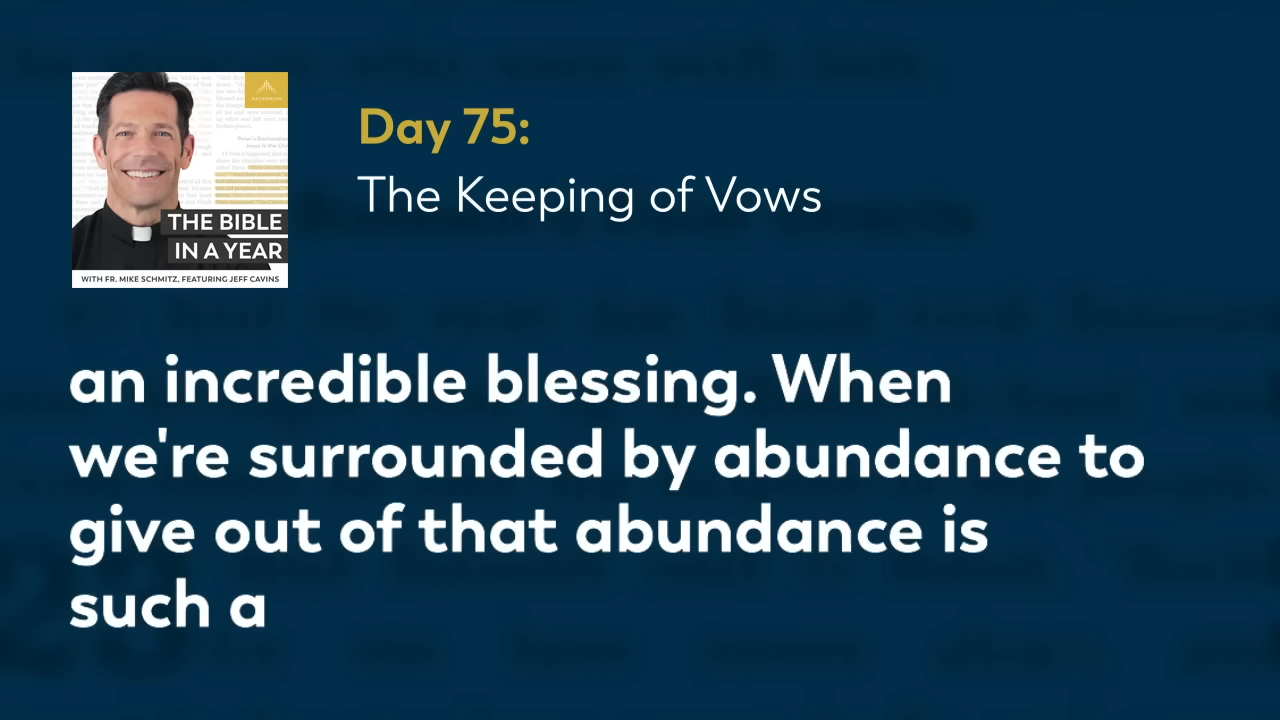 Day 75:
The Keeping of Vows
THE BIBLE
IN A YEAR
WITH FR. MIKE SCHMITZ, FEATURING JEFF CAVINS
an incredible blessing. When
we're surrounded by abundance to
give out of that abundance is
such a